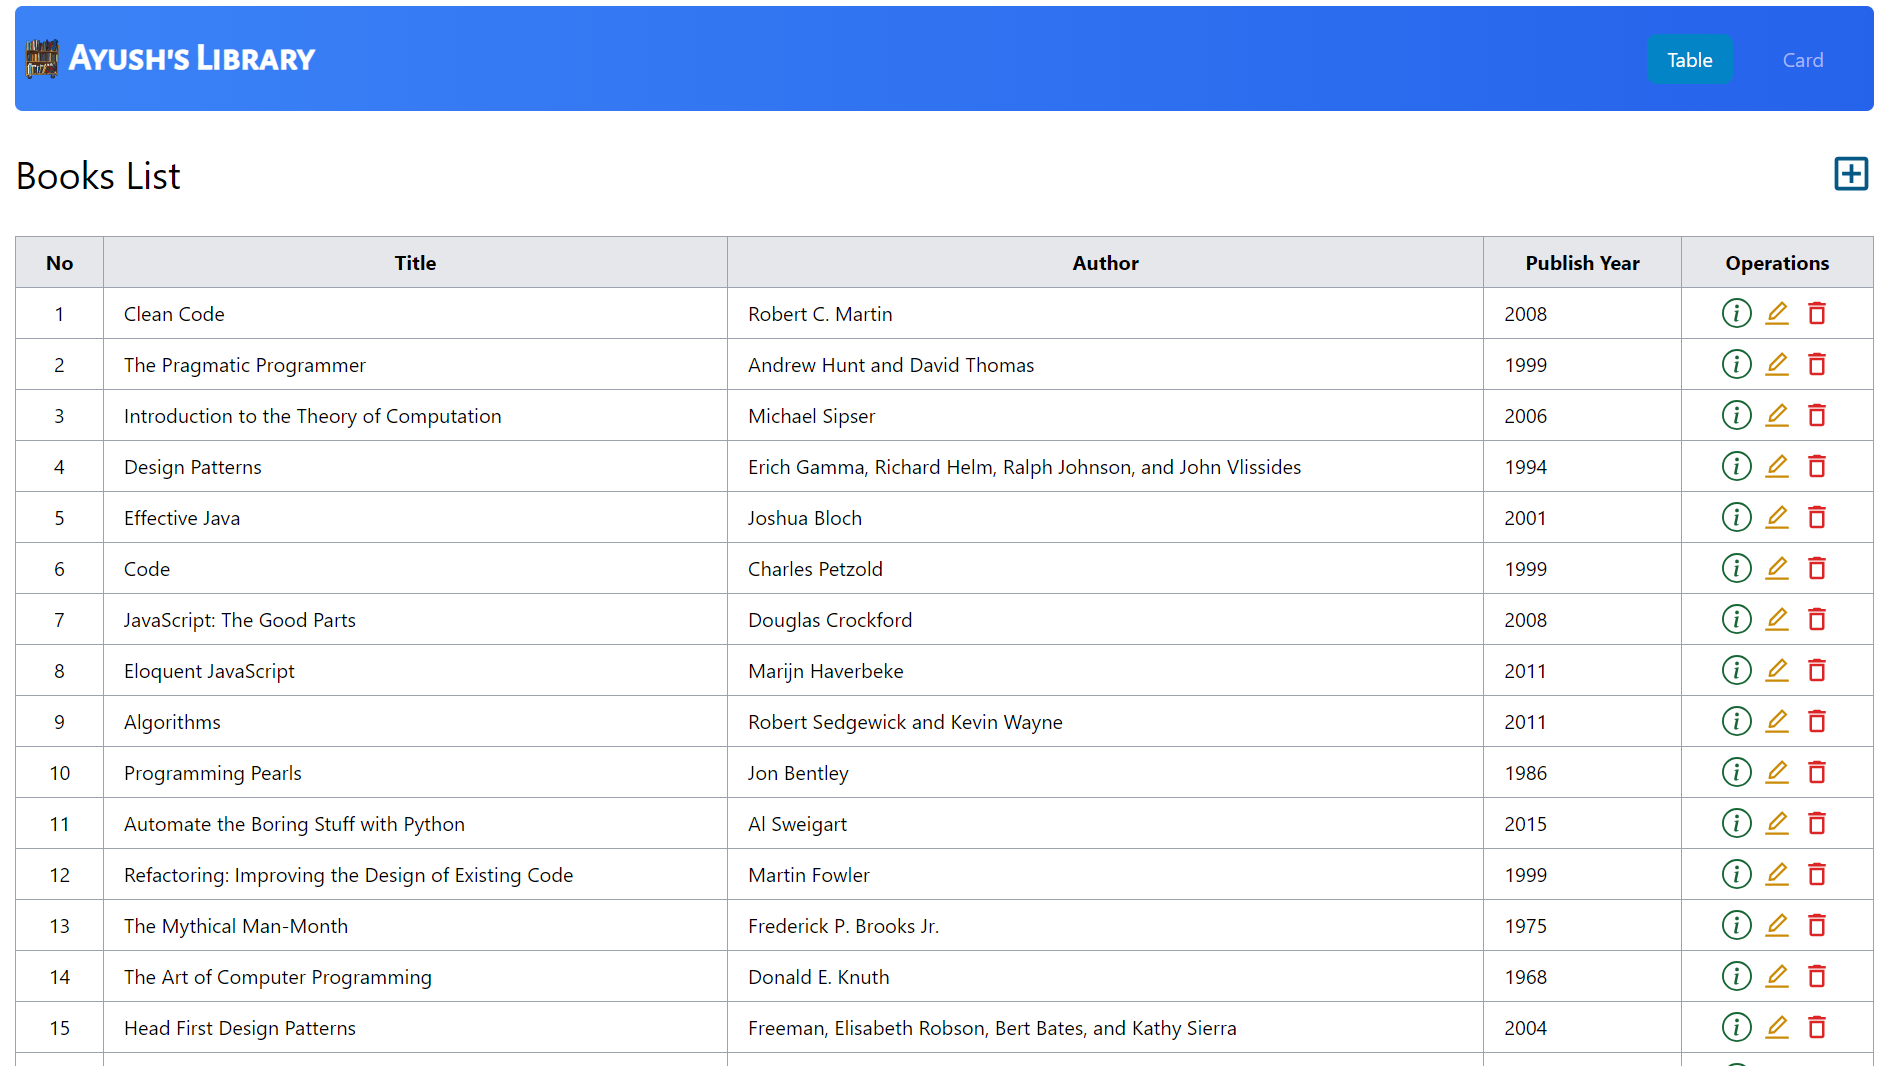 AYUSH'S LIBRARY
Table Card
Books List
No Title Author Publish Year Operations
1 Clean Code Robert C. Martin 2008
2 The Pragmatic Programmer Andrew Hunt and David Thomas 1999
3 Introduction to the Theory of Computation Michael Sipser 2006
4 Design Patterns Erich Gamma, Richard Helm, Ralph Johnson, and John Vlissides 1994
5 Effective Java Joshua Bloch 2001
6 Code Charles Petzold 1999
7 JavaScript: The Good Parts Douglas Crockford 2008
8 Eloquent JavaScript Marijn Haverbeke 2011
9 Algorithms Robert Sedgewick and Kevin Wayne 2011
10 Programming Pearls Jon Bentley 1986
11 Automate the Boring Stuff with Python Al Sweigart 2015
12 Refactoring: Improving the Design of Existing Code Martin Fowler 1999
13 The Mythical Man-Month Frederick P. Brooks Jr. 1975
14 The Art of Computer Programming Donald E. Knuth 1968
15 Head First Design Patterns Freeman, Elisabeth Robson, Bert Bates, and Kathy Sierra 2004